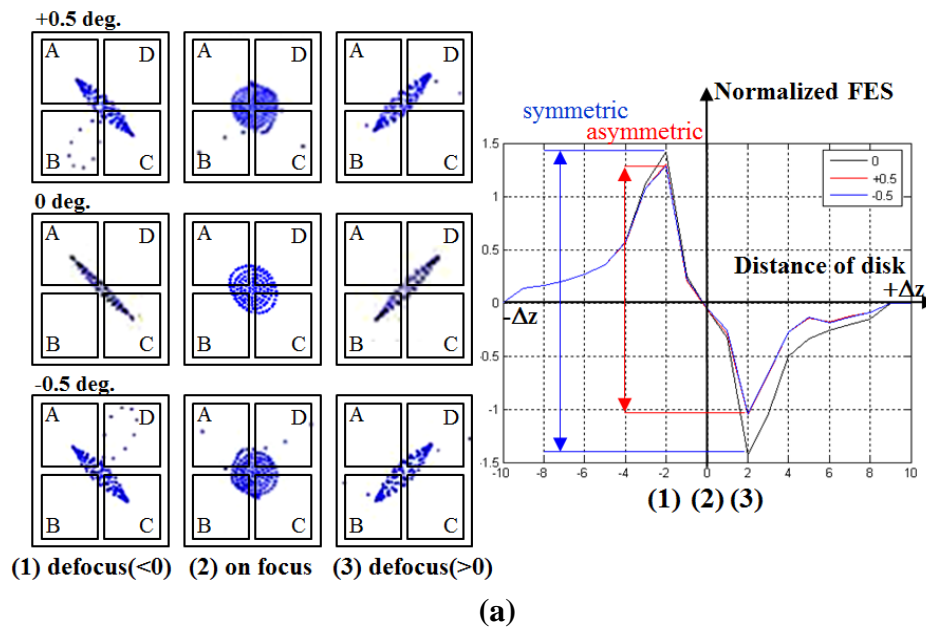 +0.5 deg.
A D A D A D
B C B C B C
0 deg.
A D A D A D
B C B C B C
-0.5 deg.
A D A D A D
B C B C B C
(1) defocus(<0) (2) on focus (3) defocus(>0)
Normalized FES
symmetric
asymmetric
1.5
1
0.5
0
-0.5
-1
-1.5
0
+0.5
-0.5
Distance of disk
-Δz
+Δz
-10 -8 -6 -4 -2 0 2 4 6 8 10
(1) (2) (3)
(a)